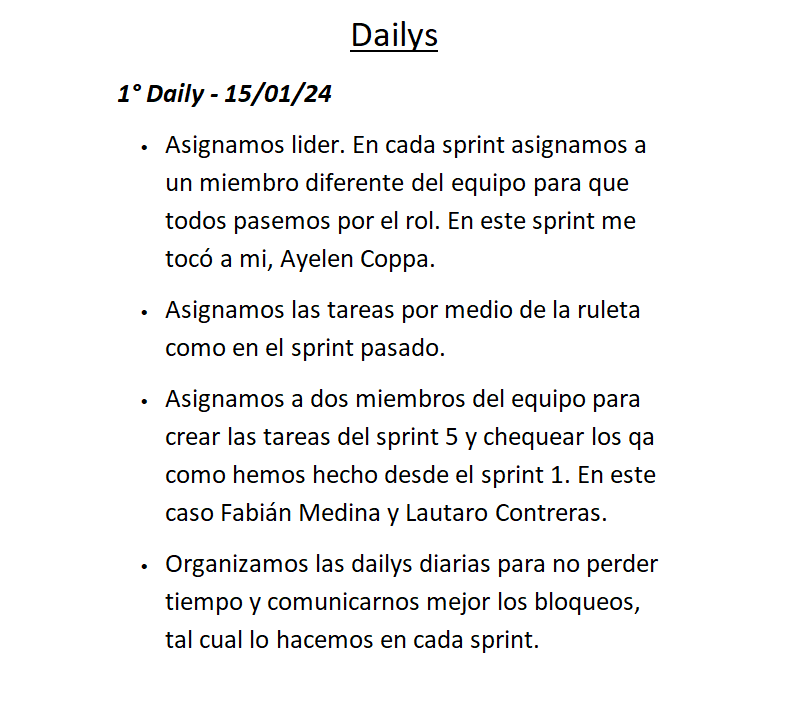 Dailys
1° Daily - 15/01/24
• Asignamos lider. En cada sprint asignamos a
un miembro diferente del equipo para que
todos pasemos por el rol. En este sprint me
tocó a mi, Ayelen Coppa.
• Asignamos las tareas por medio de la ruleta
como en el sprint pasado.
• Asignamos a dos miembros del equipo para
crear las tareas del sprint 5 y chequear los qa
como hemos hecho desde el sprint 1. En este
caso Fabián Medina y Lautaro Contreras.
• Organizamos las dailys diarias para no perder
tiempo y comunicarnos mejor los bloqueos,
tal cual lo hacemos en cada sprint.